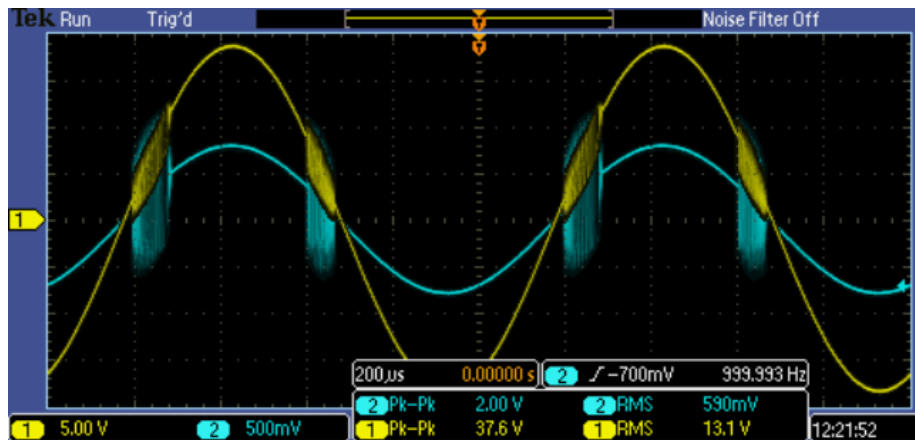 Tek Run Trig'd Noise Filter Off
T
T
1
200µs 0.00000 s 2 -700mV 999.993 Hz
2 Pk-Pk 2.00 V 2 RMS 590mV
1 Pk-Pk 37.6 V 1 RMS 13.1 V
1 5.00 V 2 500mV 12:21:52